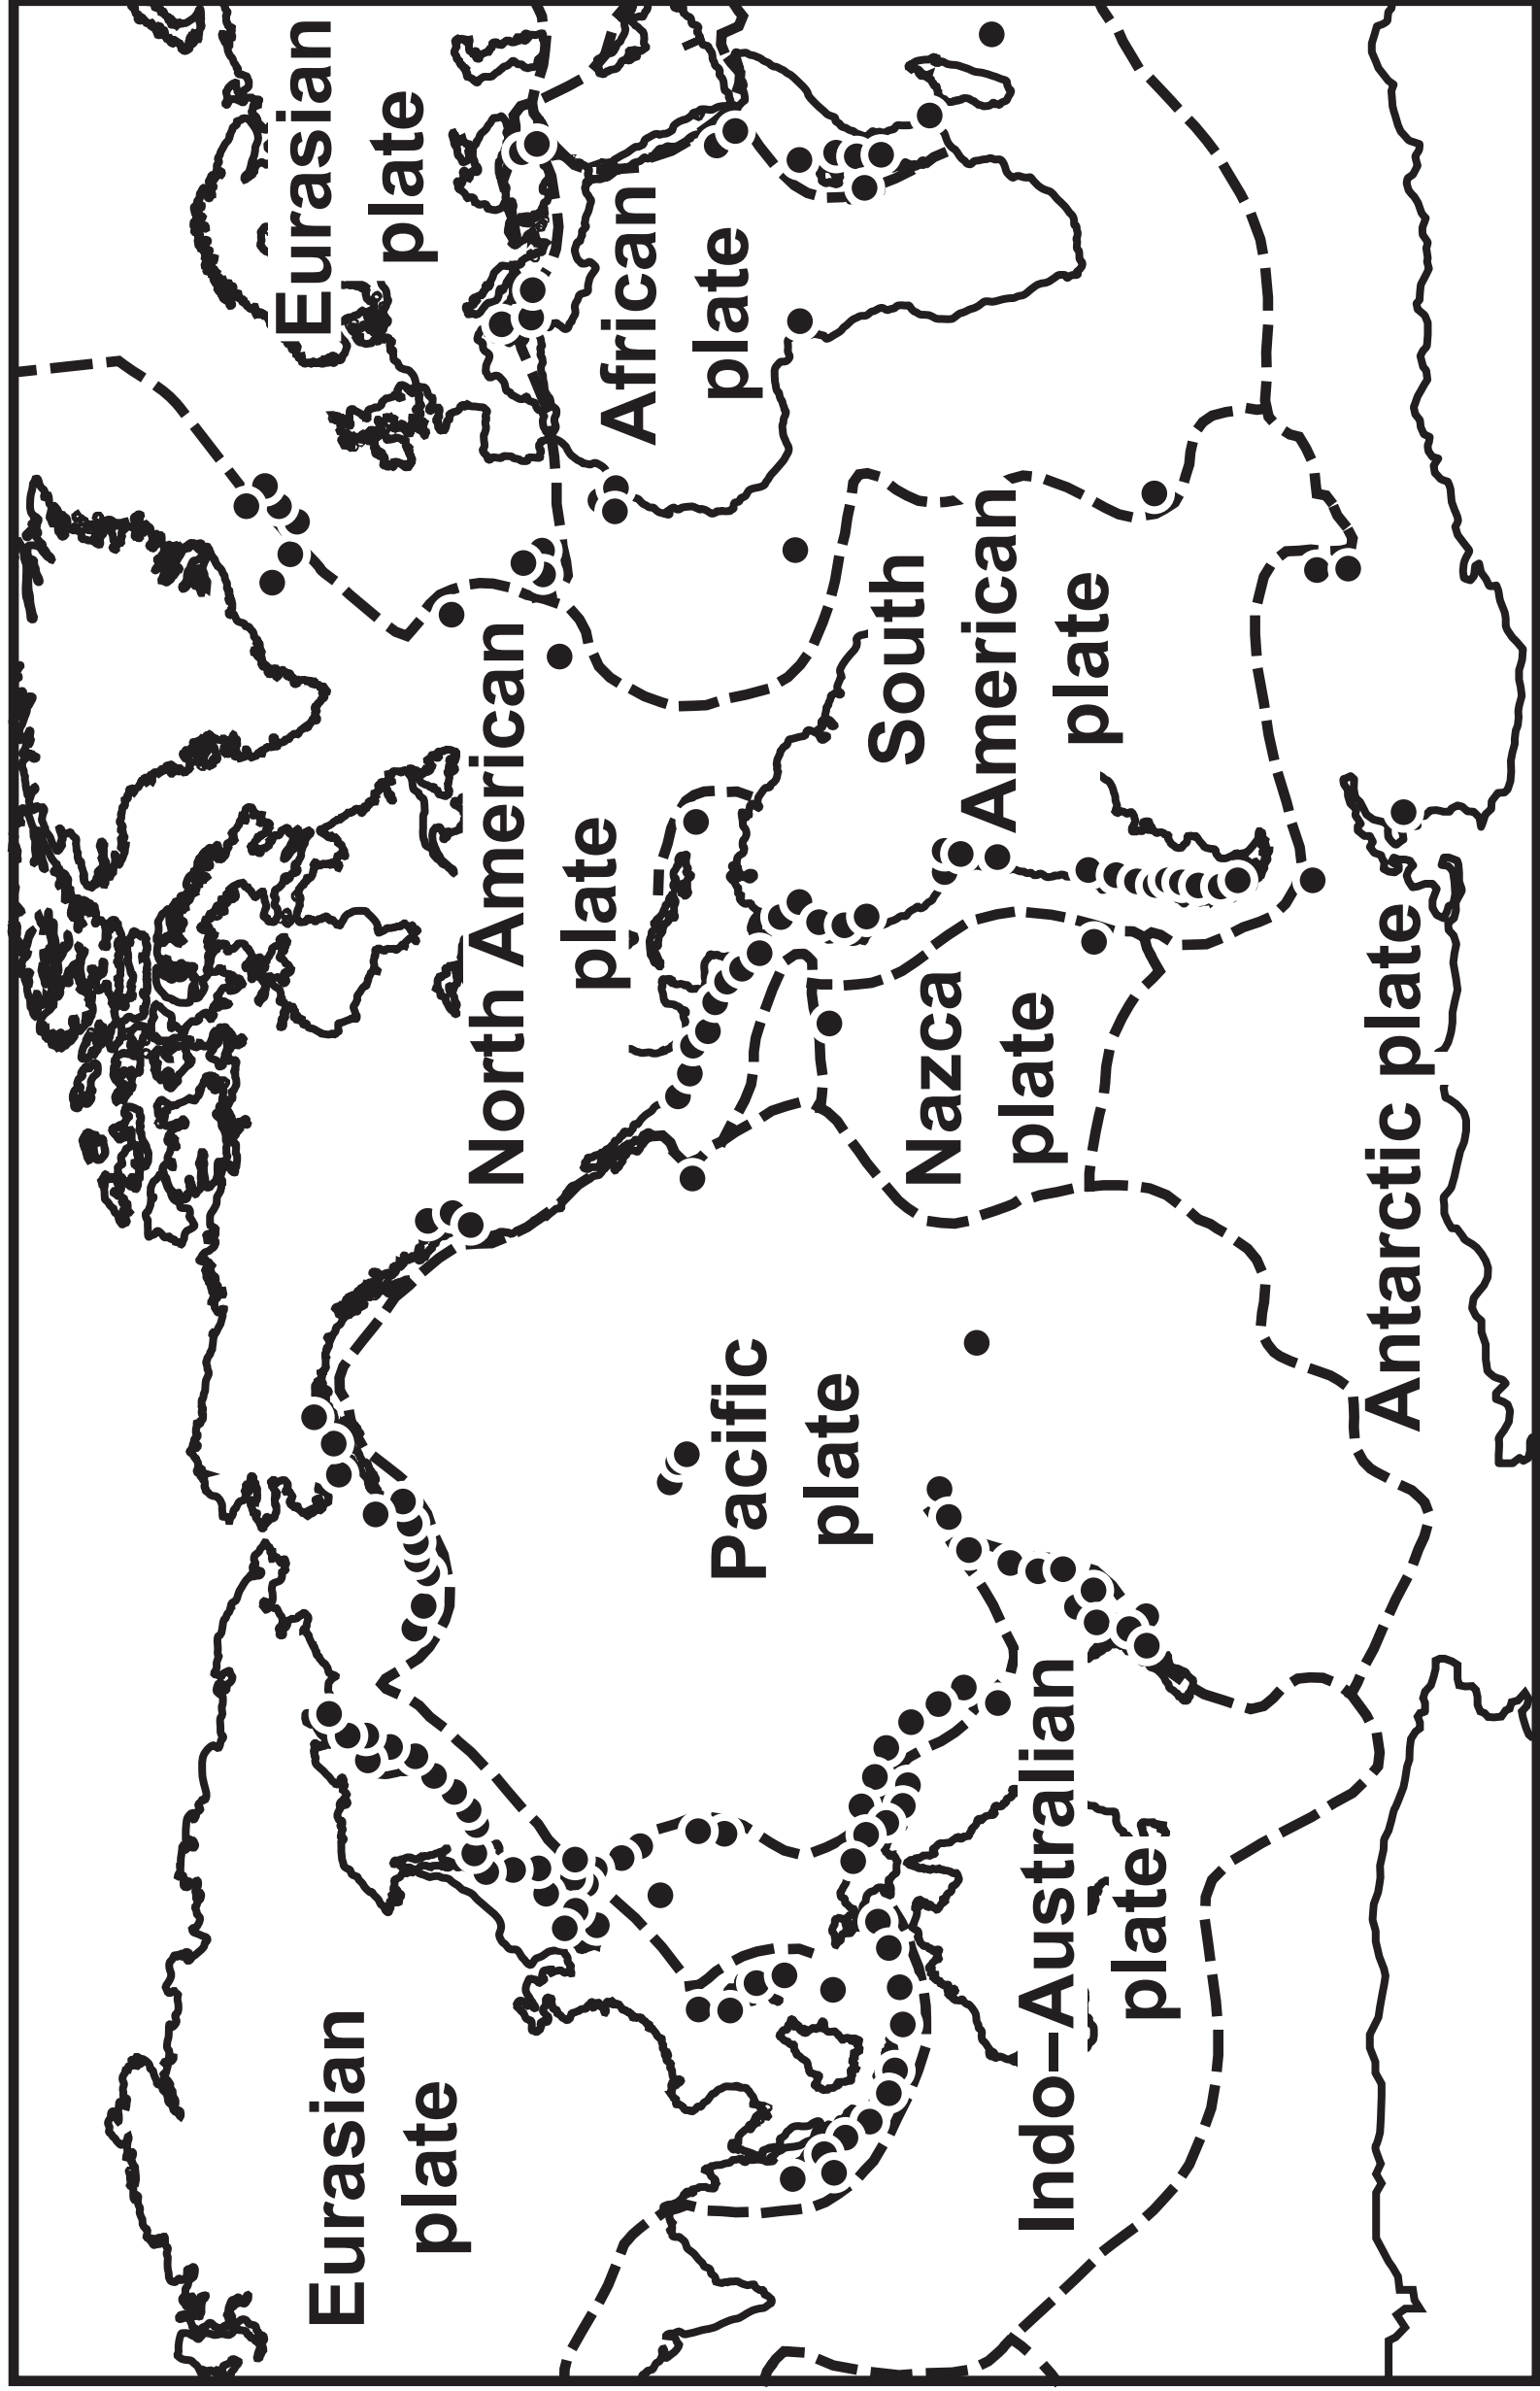 Eurasian
plate
North American
plate
Eurasian
plate
Pacific
plate
African
plate
Nazca
plate
South
American
plate
Indo–Australian
plate
Antarctic plate